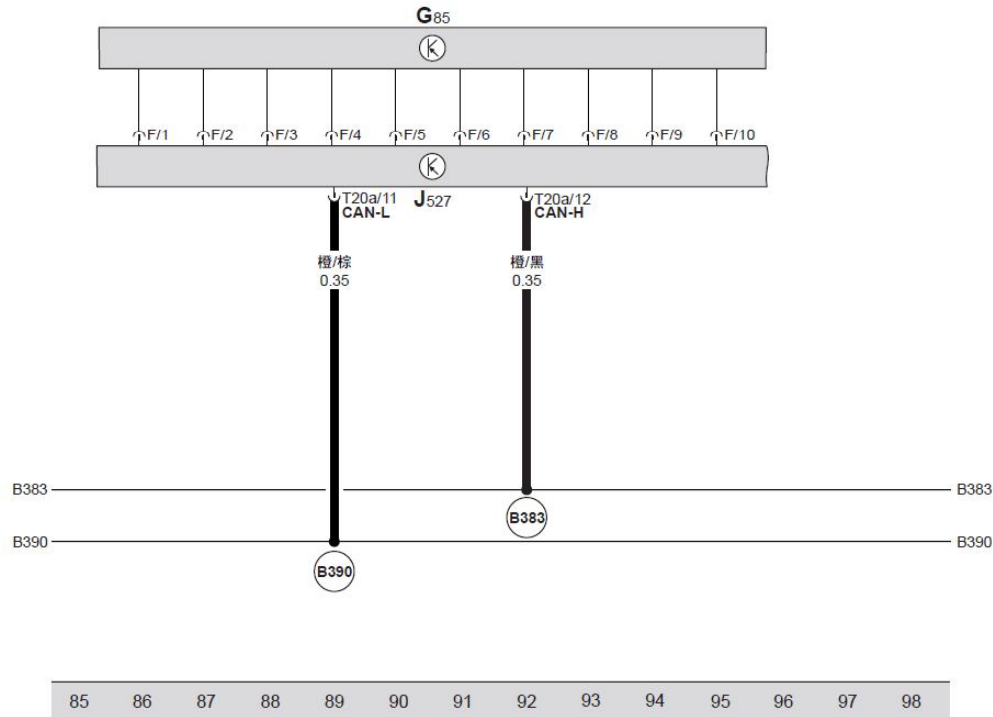 G85
F/1 F/2 F/3 F/4 F/5 F/6 F/7 F/8 F/9 F/10
T20a/11 J527 T20a/12
CAN-L CAN-H
橙/棕 橙/黑
0.35 0.35
B383 B383
B383
B390 B390
B390
85 86 87 88 89 90 91 92 93 94 95 96 97 98